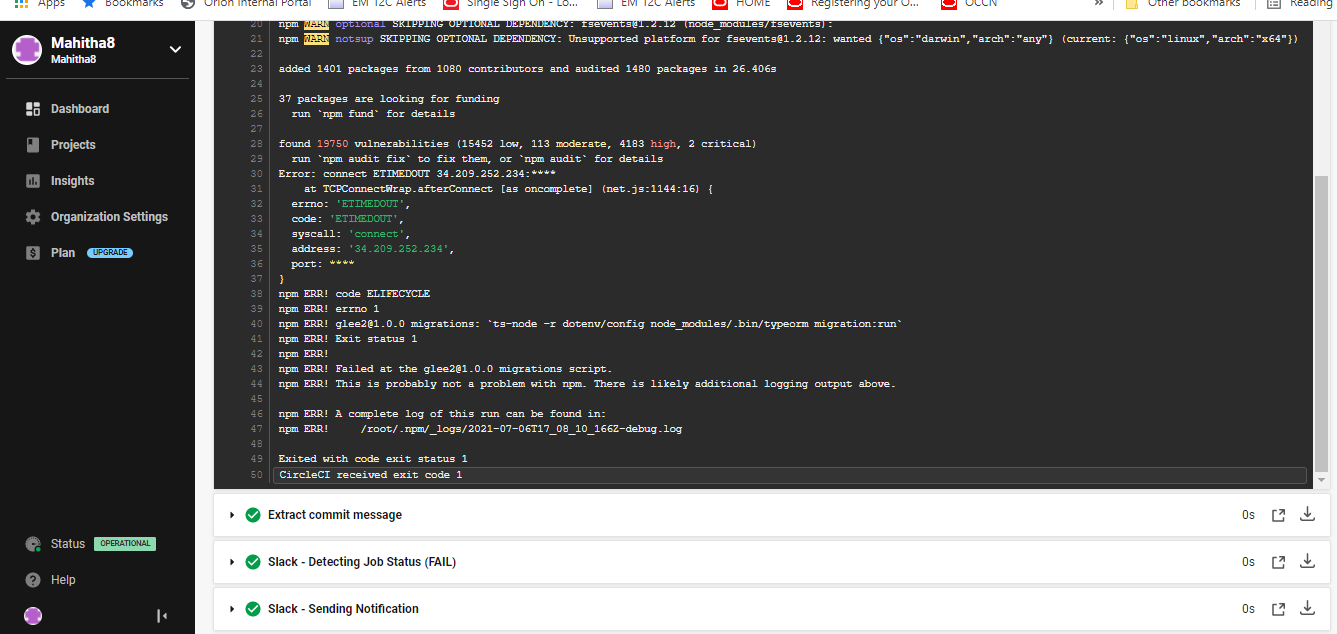 Apps
Bookmarks
Orion Internal Portal
EM T2C Alerts
Single Sign On - Lo...
EM T2C Alerts
HOME
Registering your O...
OCCN
»
Other bookmarks
Reading
Mahitha8
Mahitha8
Dashboard
Projects
Insights
Organization Settings
Plan UPGRADE
Status OPERATIONAL
Help
20 npm WARN optional SKIPPING OPTIONAL DEPENDENCY: fsevents@1.2.12 (node_modules/fsevents):
21 npm WARN notsup SKIPPING OPTIONAL DEPENDENCY: Unsupported platform for fsevents@1.2.12: wanted {"os":"darwin","arch":"any"} (current: {"os":"linux","arch":"x64"})
22
23 added 1401 packages from 1080 contributors and audited 1480 packages in 26.406s
24
25 37 packages are looking for funding
26 run `npm fund` for details
27
28 found 19750 vulnerabilities (15452 low, 113 moderate, 4183 high, 2 critical)
29 run `npm audit fix` to fix them, or `npm audit` for details
30 Error: connect ETIMEDOUT 34.209.252.234:****
31 at TCPConnectWrap.afterConnect [as oncomplete] (net.js:1144:16) {
32 errno: 'ETIMEDOUT',
33 code: 'ETIMEDOUT',
34 syscall: 'connect',
35 address: '34.209.252.234',
36 port: ****
37 }
38 npm ERR! code ELIFECYCLE
39 npm ERR! errno 1
40 npm ERR! glee2@1.0.0 migrations: `ts-node -r dotenv/config node_modules/.bin/typeorm migration:run`
41 npm ERR! Exit status 1
42 npm ERR!
43 npm ERR! Failed at the glee2@1.0.0 migrations script.
44 npm ERR! This is probably not a problem with npm. There is likely additional logging output above.
45
46 npm ERR! A complete log of this run can be found in:
47 npm ERR! /root/.npm/_logs/2021-07-06T17_08_10_166Z-debug.log
48
49 Exited with code exit status 1
50 CircleCI received exit code 1
Extract commit message 0s
Slack - Detecting Job Status (FAIL) 0s
Slack - Sending Notification 0s